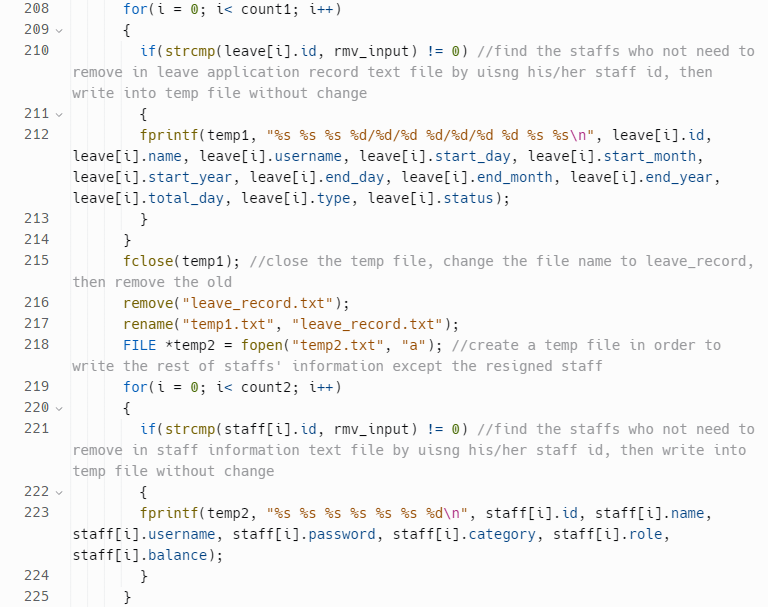 208 for(i = 0; i< count1; i++)
209 {
210 if(strcmp(leave[i].id, rmv_input) != 0) //find the staffs who not need to
remove in leave application record text file by uisng his/her staff id, then
write into temp file without change
211 {
212 fprintf(temp1, "%s %s %s %d/%d/%d %d/%d/%d %d %s %s\n", leave[i].id,
leave[i].name, leave[i].username, leave[i].start_day, leave[i].start_month,
leave[i].start_year, leave[i].end_day, leave[i].end_month, leave[i].end_year,
leave[i].total_day, leave[i].type, leave[i].status);
213 }
214 }
215 fclose(temp1); //close the temp file, change the file name to leave_record,
then remove the old
216 remove("leave_record.txt");
217 rename("temp1.txt", "leave_record.txt");
218 FILE *temp2 = fopen("temp2.txt", "a"); //create a temp file in order to
write the rest of staffs' information except the resigned staff
219 for(i = 0; i< count2; i++)
220 {
221 if(strcmp(staff[i].id, rmv_input) != 0) //find the staffs who not need to
remove in staff information text file by uisng his/her staff id, then write into
temp file without change
222 {
223 fprintf(temp2, "%s %s %s %s %s %s %d\n", staff[i].id, staff[i].name,
staff[i].username, staff[i].password, staff[i].category, staff[i].role,
staff[i].balance);
224 }
225 }